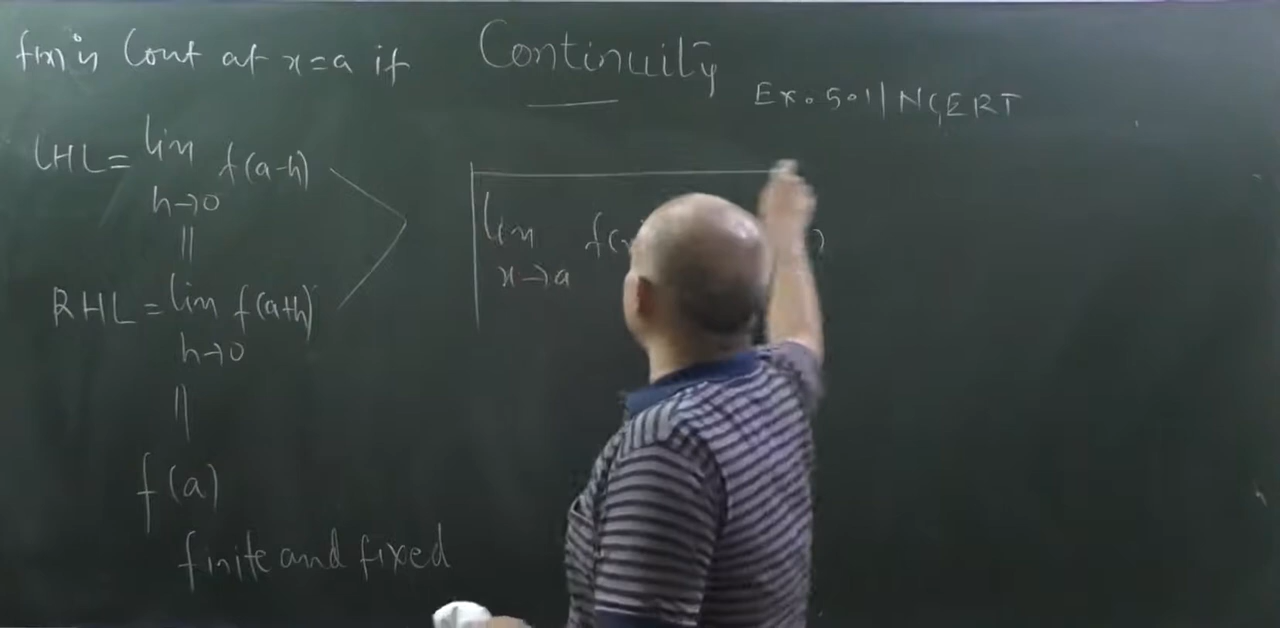 f(x) is Cont at x=a if
Continuity
Ex. 5.1 | NCERT
LHL = lim f(a-h)
h→0
||
RHL = lim f(a+h)
h→0
||
f(a)
finite and fixed
lim f(x
x→a